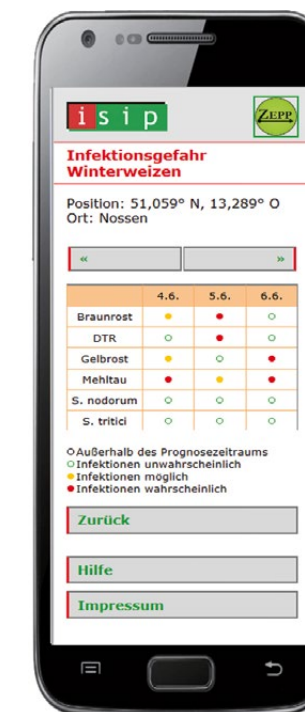 isip
ZEPP
Infektionsgefahr
Winterweizen
Position: 51,059° N, 13,289° O
Ort: Nossen
« »
4.6. 5.6. 6.6.
Braunrost
DTR
Gelbrost
Mehltau
S. nodorum
S. tritici
Außerhalb des Prognosezeitraums
Infektionen unwahrscheinlich
Infektionen möglich
Infektionen wahrscheinlich
Zurück
Hilfe
Impressum